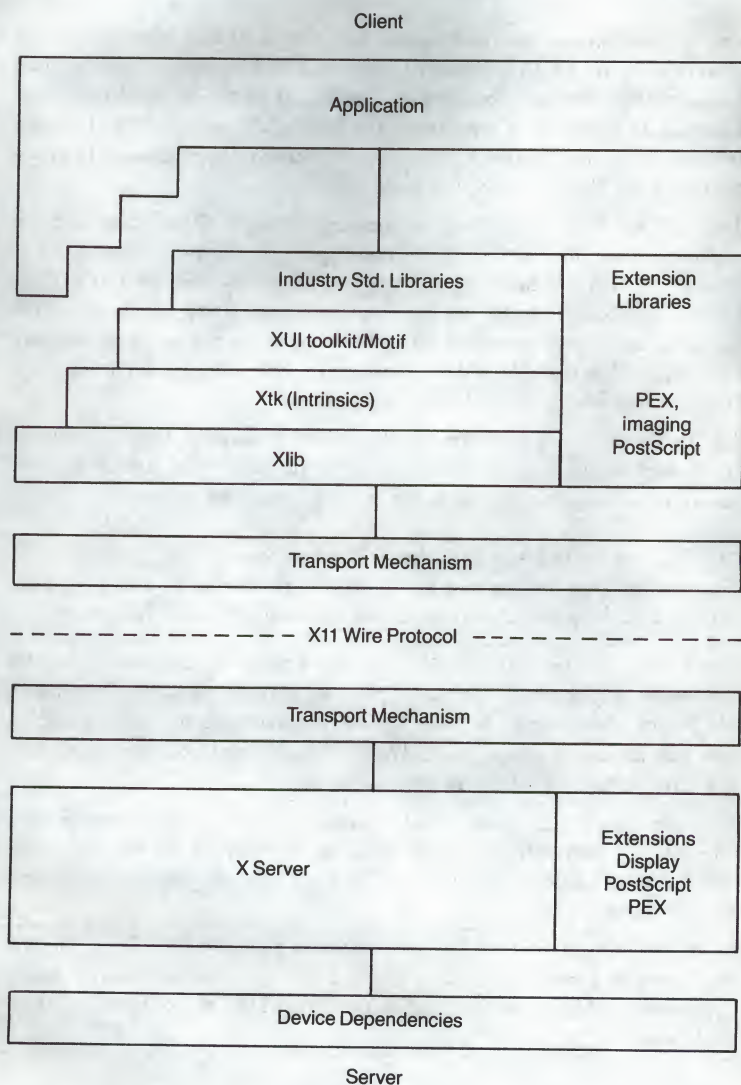 Client
Application
Industry Std. Libraries
XUI toolkit/Motif
Xtk (Intrinsics)
Xlib
Extension
Libraries
PEX,
imaging
PostScript
Transport Mechanism
X11 Wire Protocol
Transport Mechanism
X Server
Extensions
Display
PostScript
PEX
Device Dependencies
Server